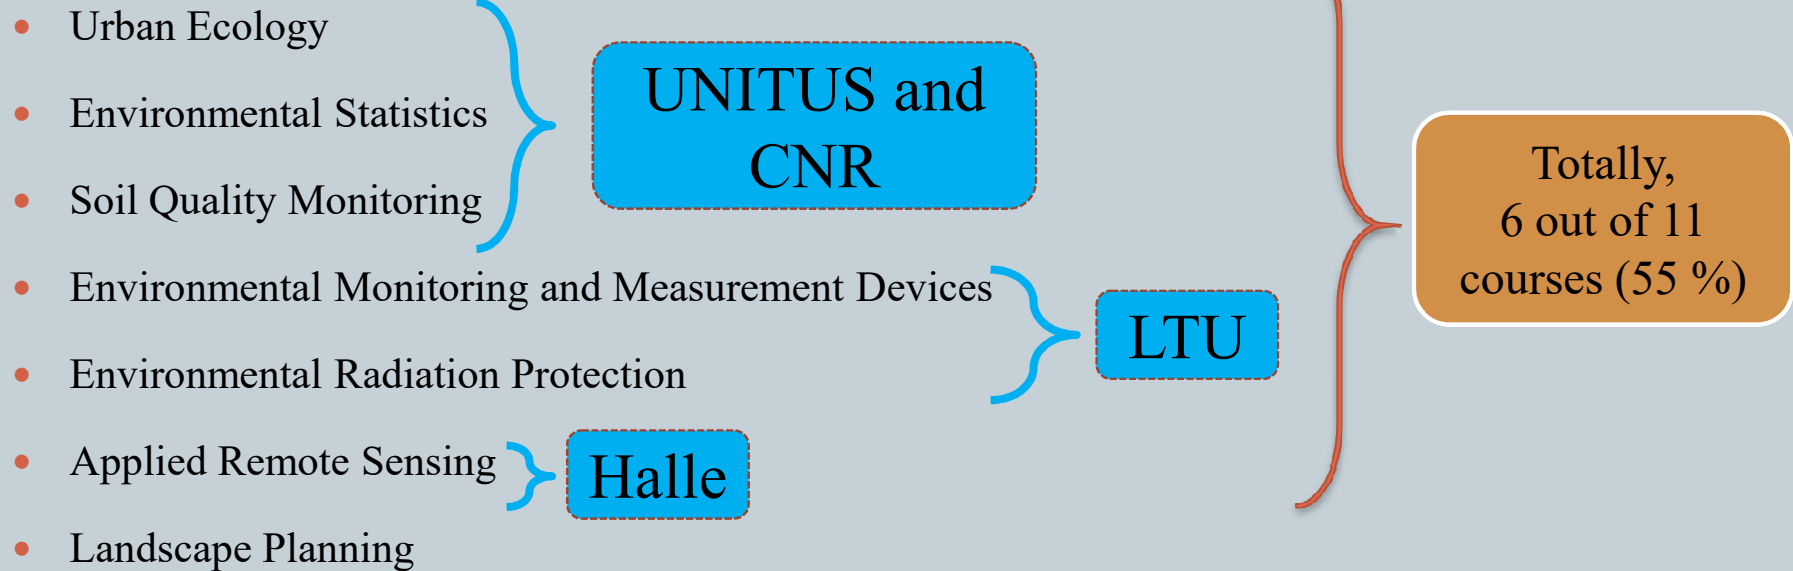 Urban Ecology
Environmental Statistics
Soil Quality Monitoring
UNITUS and
CNR
Environmental Monitoring and Measurement Devices
Environmental Radiation Protection
LTU
Applied Remote Sensing
Halle
Landscape Planning
Totally,
6 out of 11
courses (55 %)